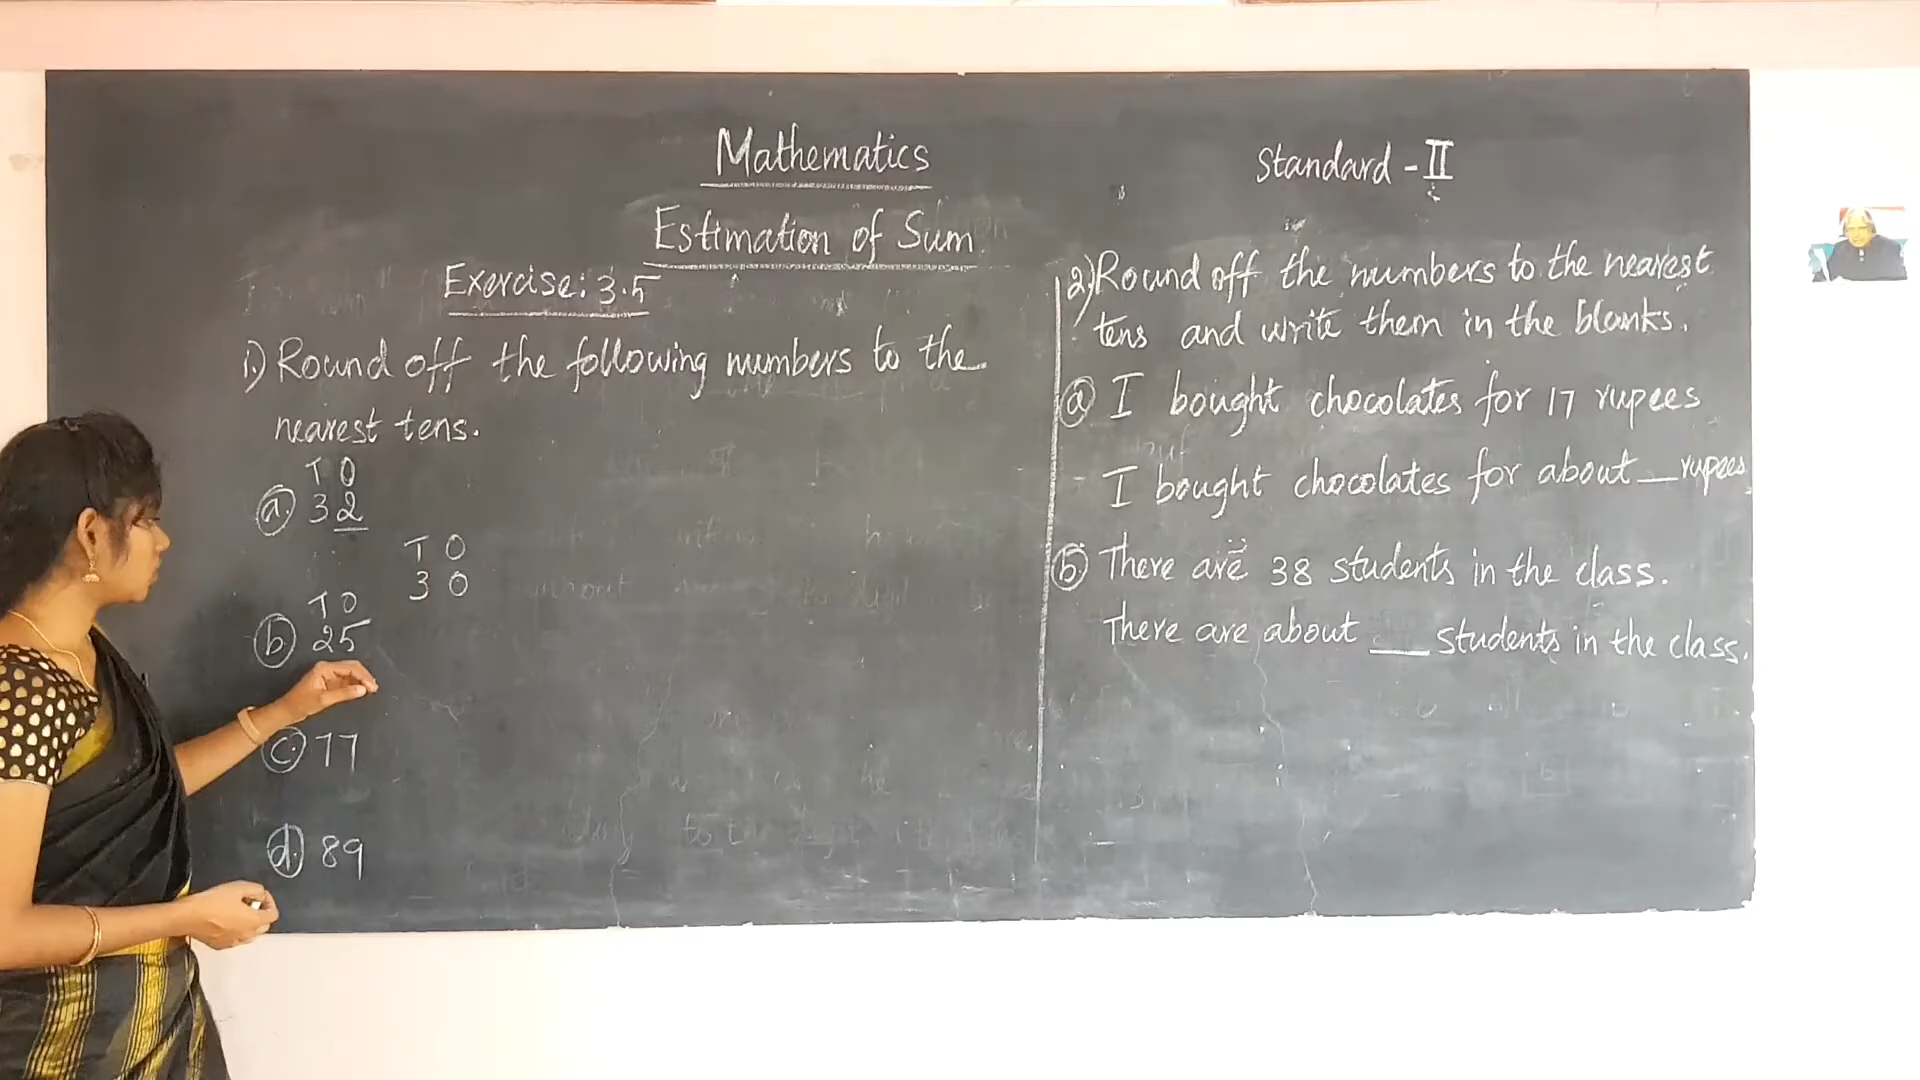 Mathematics
Standard - II
Estimation of Sum
Exercise: 3.5
1.) Round off the following numbers to the
nearest tens.
T O
a. 32
T O
3 0
T O
b. 25
c. 77
d. 89
2) Round off the numbers to the nearest
tens and write them in the blanks.
a I bought chocolates for 17 rupees
I bought chocolates for about __ rupees.
b. There are 38 students in the class.
There are about __ students in the class.